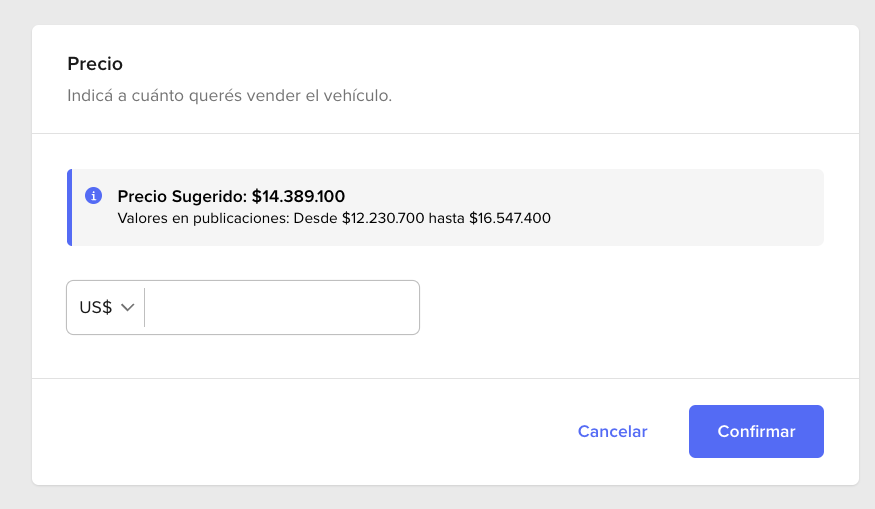 Precio
Indicá a cuánto querés vender el vehículo.
Precio Sugerido: $14.389.100
Valores en publicaciones: Desde $12.230.700 hasta $16.547.400
US$
Cancelar
Confirmar